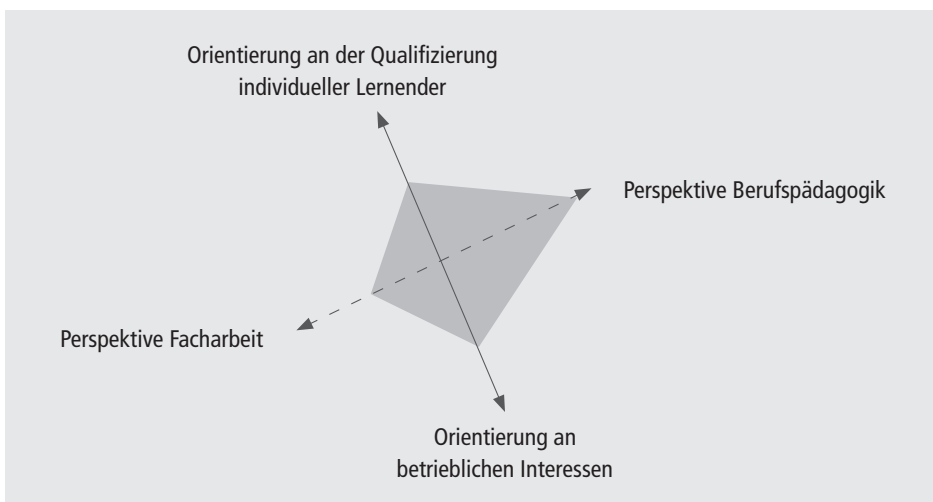 Orientierung an der Qualifizierung
individueller Lernender
Perspektive Berufspädagogik
Perspektive Facharbeit
Orientierung an
betrieblichen Interessen